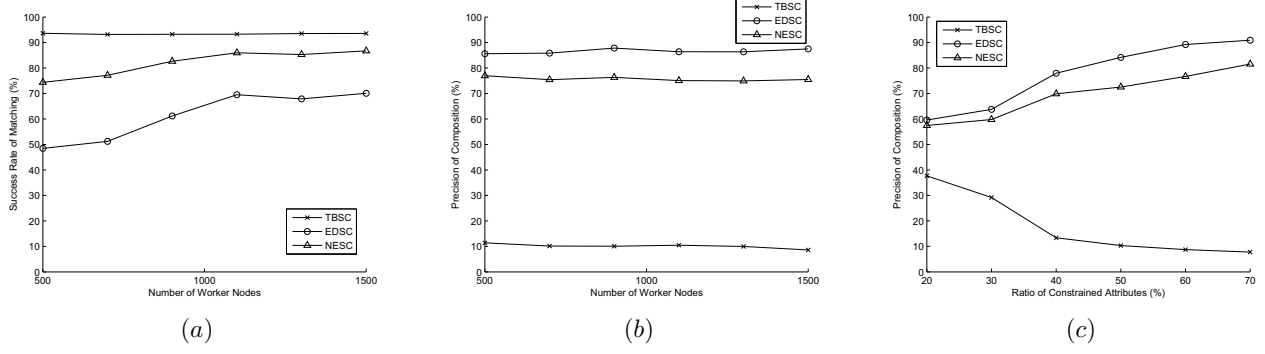 100
90
80
70
60
50
40
30
20
10
0
500
1000
1500
Success Rate of Matching (%)
Number of Worker Nodes
TBSC
EDSC
NESC
(a)
100
90
80
70
60
50
40
30
20
10
0
500
1000
1500
Precision of Composition (%)
Number of Worker Nodes
TBSC
EDSC
NESC
(b)
100
90
80
70
60
50
40
30
20
10
0
20
30
40
50
60
70
Precision of Composition (%)
Ratio of Constrained Attributes (%)
TBSC
EDSC
NESC
(c)